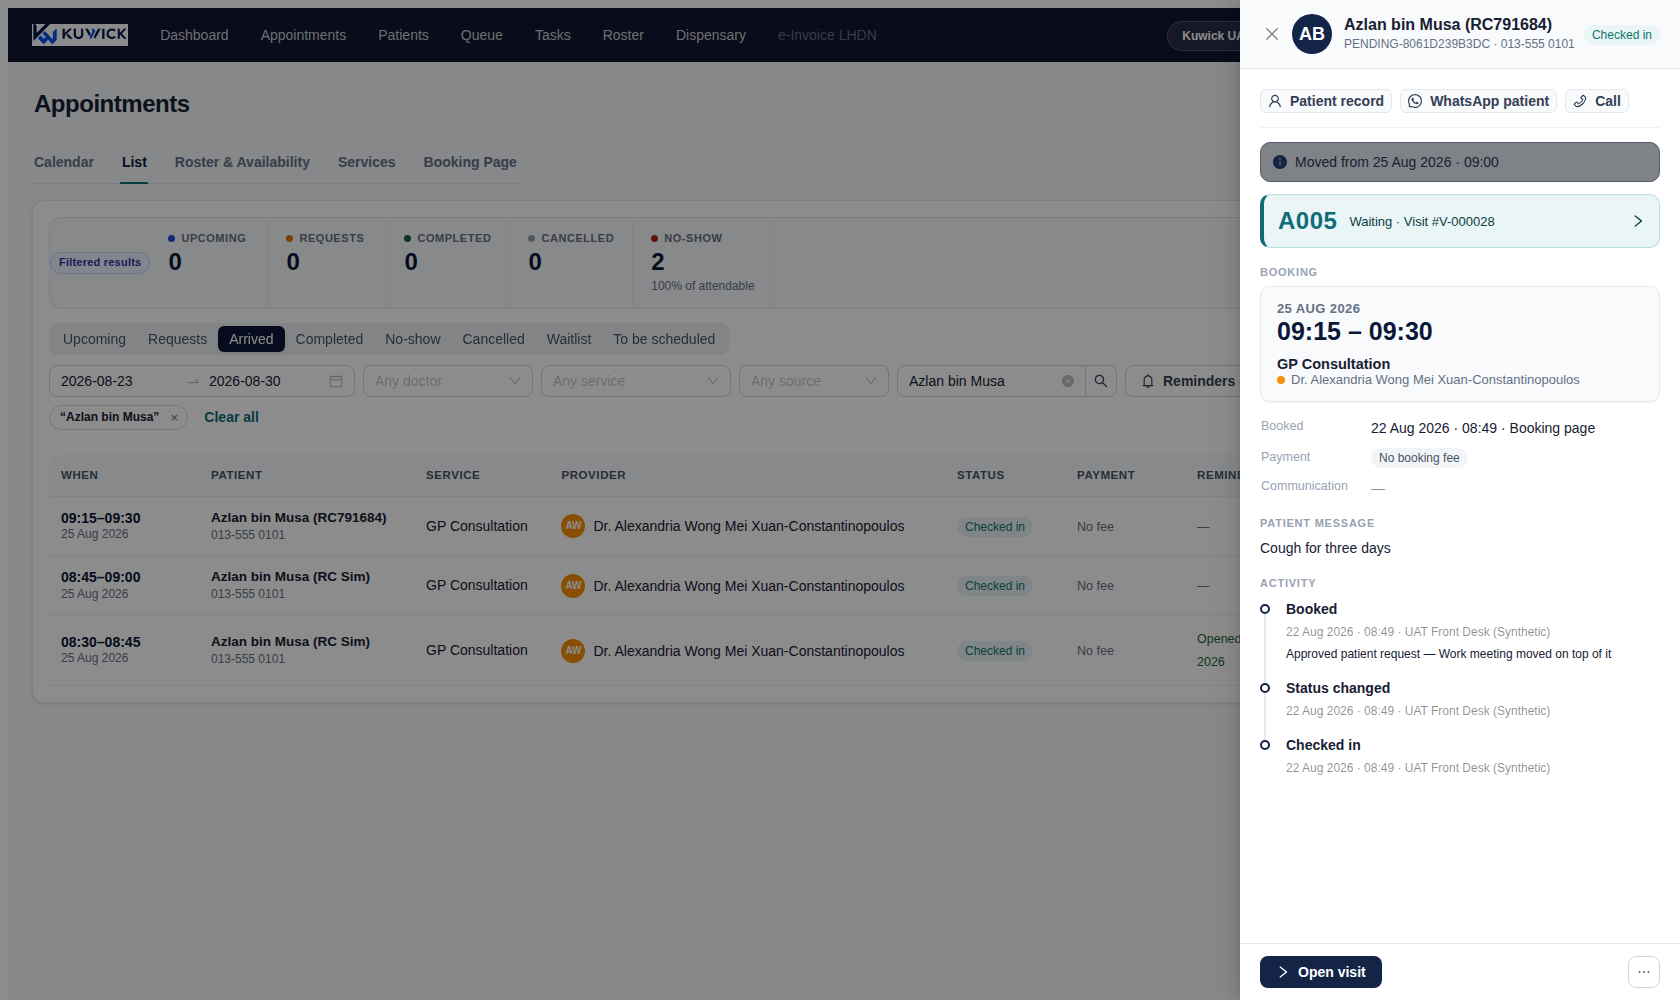 KUWICK
Dashboard
Appointments
Patients
Queue
Tasks
Roster
Dispensary
e-Invoice LHDN
Kuwick UA
Appointments
Calendar
List
Roster & Availability
Services
Booking Page
Filtered results
UPCOMING
0
REQUESTS
0
COMPLETED
0
CANCELLED
0
NO-SHOW
2
100% of attendable
Upcoming
Requests
Arrived
Completed
No-show
Cancelled
Waitlist
To be scheduled
2026-08-23
2026-08-30
Any doctor
Any service
Any source
Azlan bin Musa
Reminders
“Azlan bin Musa” ×
Clear all
WHEN PATIENT SERVICE PROVIDER STATUS PAYMENT REMIND
09:15–09:30 Azlan bin Musa (RC791684) GP Consultation AW Dr. Alexandria Wong Mei Xuan-Constantinopoulos Checked in No fee —
25 Aug 2026 013-555 0101
08:45–09:00 Azlan bin Musa (RC Sim) GP Consultation AW Dr. Alexandria Wong Mei Xuan-Constantinopoulos Checked in No fee —
25 Aug 2026 013-555 0101
08:30–08:45 Azlan bin Musa (RC Sim) GP Consultation AW Dr. Alexandria Wong Mei Xuan-Constantinopoulos Checked in No fee Opened
25 Aug 2026 013-555 0101 2026
AB
Azlan bin Musa (RC791684)
PENDING-8061D239B3DC · 013-555 0101
Checked in
Patient record
WhatsApp patient
Call
Moved from 25 Aug 2026 · 09:00
A005 Waiting · Visit #V-000028
BOOKING
25 AUG 2026
09:15 – 09:30
GP Consultation
Dr. Alexandria Wong Mei Xuan-Constantinopoulos
Booked 22 Aug 2026 · 08:49 · Booking page
Payment No booking fee
Communication —
PATIENT MESSAGE
Cough for three days
ACTIVITY
Booked
22 Aug 2026 · 08:49 · UAT Front Desk (Synthetic)
Approved patient request — Work meeting moved on top of it
Status changed
22 Aug 2026 · 08:49 · UAT Front Desk (Synthetic)
Checked in
22 Aug 2026 · 08:49 · UAT Front Desk (Synthetic)
Open visit